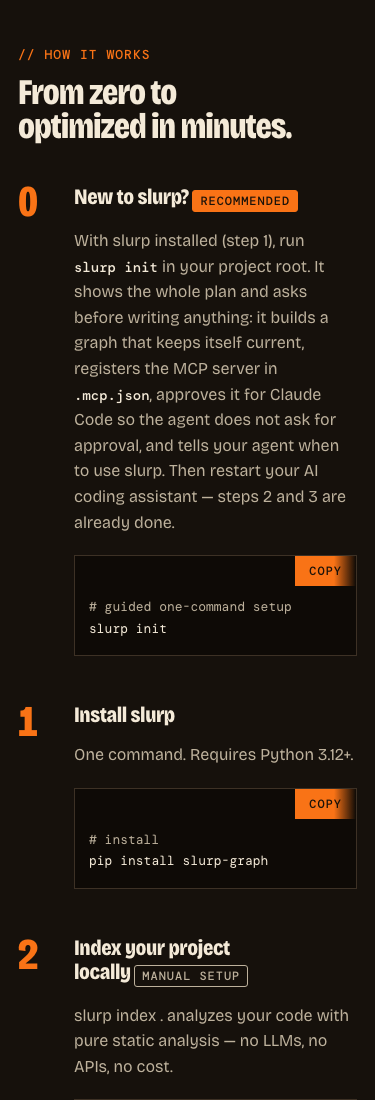 // HOW IT WORKS
From zero to
optimized in minutes.
0
New to slurp? RECOMMENDED
With slurp installed (step 1), run
slurp init in your project root. It
shows the whole plan and asks
before writing anything: it builds a
graph that keeps itself current,
registers the MCP server in
.mcp.json, approves it for Claude
Code so the agent does not ask for
approval, and tells your agent when
to use slurp. Then restart your AI
coding assistant — steps 2 and 3 are
already done.
COPY
# guided one-command setup
slurp init
1
Install slurp
One command. Requires Python 3.12+.
COPY
# install
pip install slurp-graph
2
Index your project
locally MANUAL SETUP
slurp index . analyzes your code with
pure static analysis — no LLMs, no
APIs, no cost.